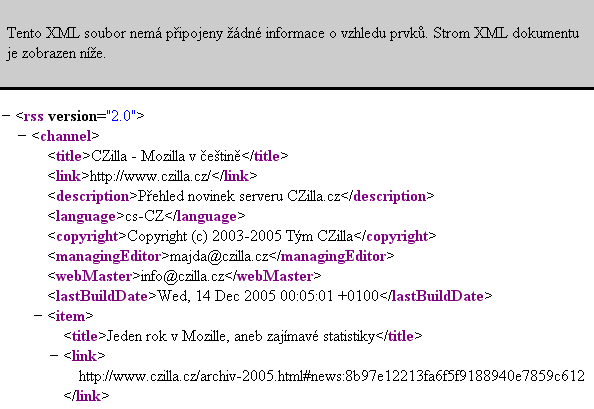 Tento XML soubor nemá připojeny žádné informace o vzhledu prvků. Strom XML dokumentu
je zobrazen níže.
− <rss version="2.0">
− <channel>
<title>CZilla - Mozilla v češtině</title>
<link>http://www.czilla.cz/</link>
<description>Přehled novinek serveru CZilla.cz</description>
<language>cs-CZ</language>
<copyright>Copyright (c) 2003-2005 Tým CZilla</copyright>
<managingEditor>majda@czilla.cz</managingEditor>
<webMaster>info@czilla.cz</webMaster>
<lastBuildDate>Wed, 14 Dec 2005 00:05:01 +0100</lastBuildDate>
− <item>
<title>Jeden rok v Mozille, aneb zajímavé statistiky</title>
− <link>
http://www.czilla.cz/archiv-2005.html#news:8b97e12213fa6f5f9188940e7859c612
</link>